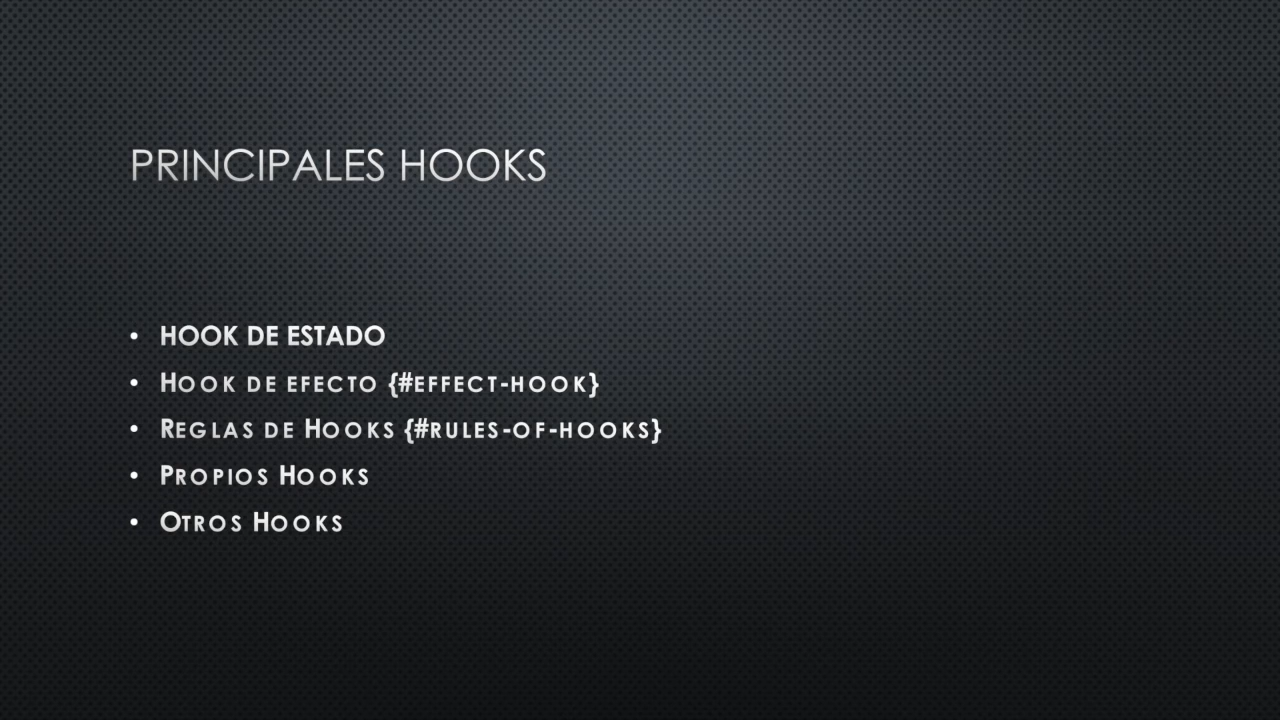 PRINCIPALES HOOKS
• HOOK DE ESTADO
• Hook de efecto {#effect-hook}
• Reglas de Hooks {#rules-of-hooks}
• Propios Hooks
• Otros Hooks